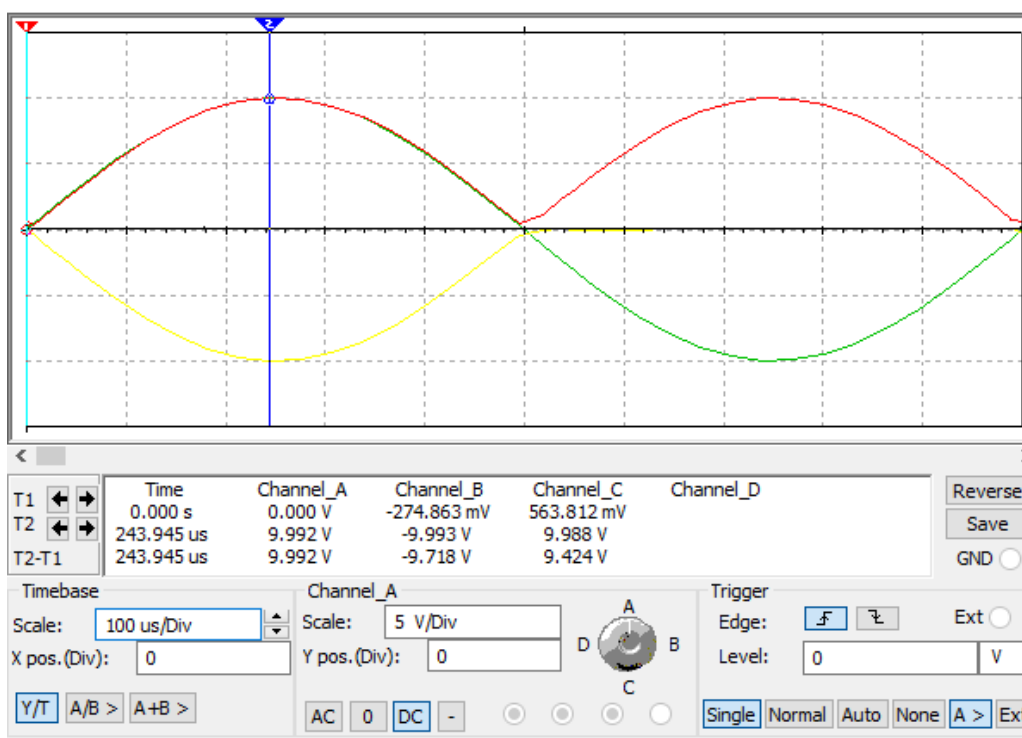 1 2
<
T1 Time Channel_A Channel_B Channel_C Channel_D Reverse
0.000 s 0.000 V -274.863 mV 563.812 mV
T2 243.945 us 9.992 V -9.993 V 9.988 V Save
T2-T1 243.945 us 9.992 V -9.718 V 9.424 V GND
Timebase Channel_A Trigger
Scale: 100 us/Div Scale: 5 V/Div A Edge: Ext
X pos.(Div): 0 Y pos.(Div): 0 D B Level: 0 V
C
Y/T A/B > A+B > AC 0 DC - Single Normal Auto None A > Ex